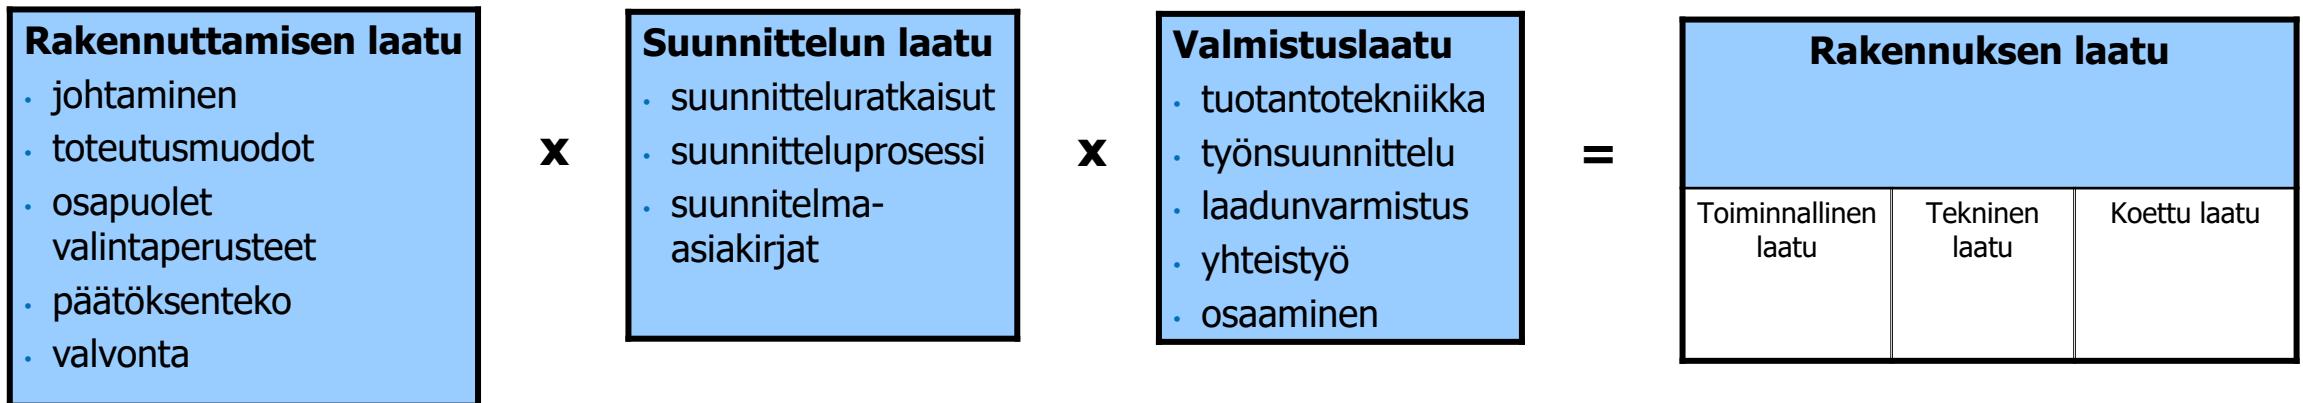 Rakennuttamisen laatu
· johtaminen
· toteutusmuodot
· osapuolet
valintaperusteet
· päätöksenteko
· valvonta
x
Suunnittelun laatu
· suunnitteluratkaisut
· suunnitteluprosessi
· suunnitelma-
asiakirjat
x
Valmistuslaatu
· tuotantotekniikka
· työnsuunnittelu
· laadunvarmistus
· yhteistyö
· osaaminen
=
Rakennuksen laatu
Toiminnallinen
laatu
Tekninen
laatu
Koettu laatu